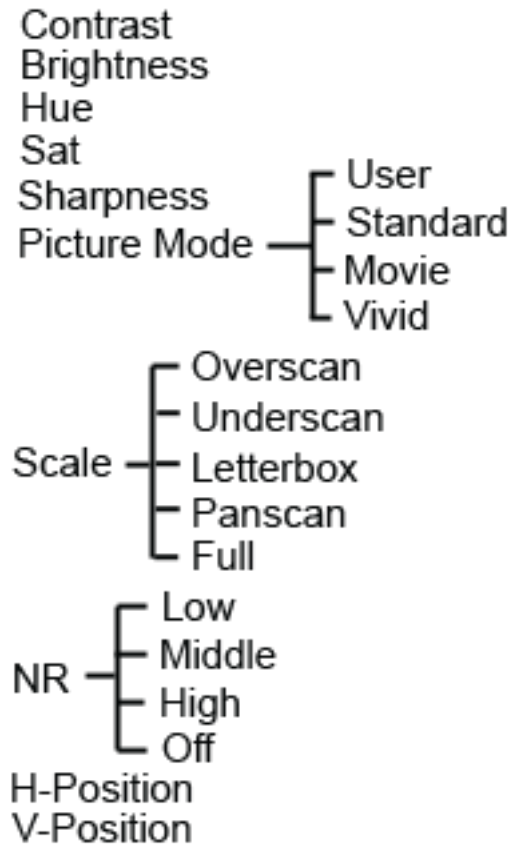 Contrast
Brightness
Hue
Sat
Sharpness
Picture Mode
User
Standard
Movie
Vivid
Scale
Overscan
Underscan
Letterbox
Panscan
Full
NR
Low
Middle
High
Off
H-Position
V-Position